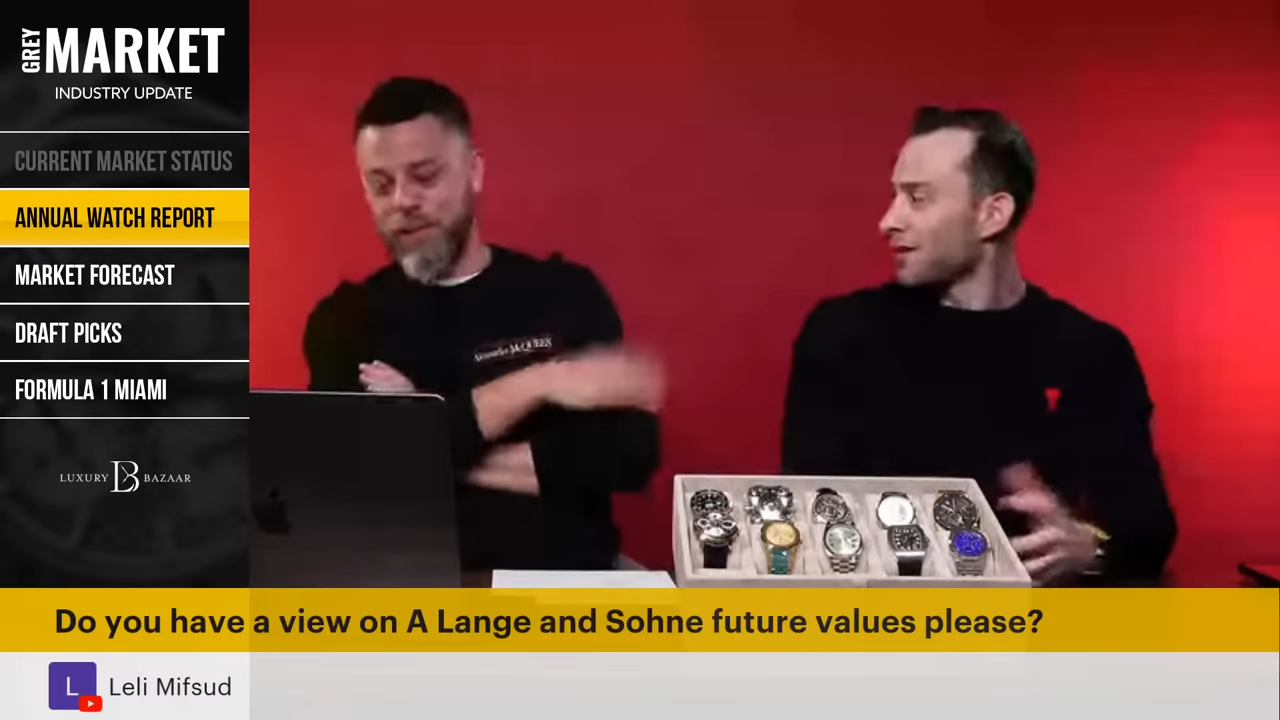 GREY
MARKET
INDUSTRY UPDATE
CURRENT MARKET STATUS
ANNUAL WATCH REPORT
MARKET FORECAST
DRAFT PICKS
FORMULA 1 MIAMI
LUXURY LB BAZAAR
Alexander McQUEEN
Do you have a view on A Lange and Sohne future values please?
L
Leli Mifsud